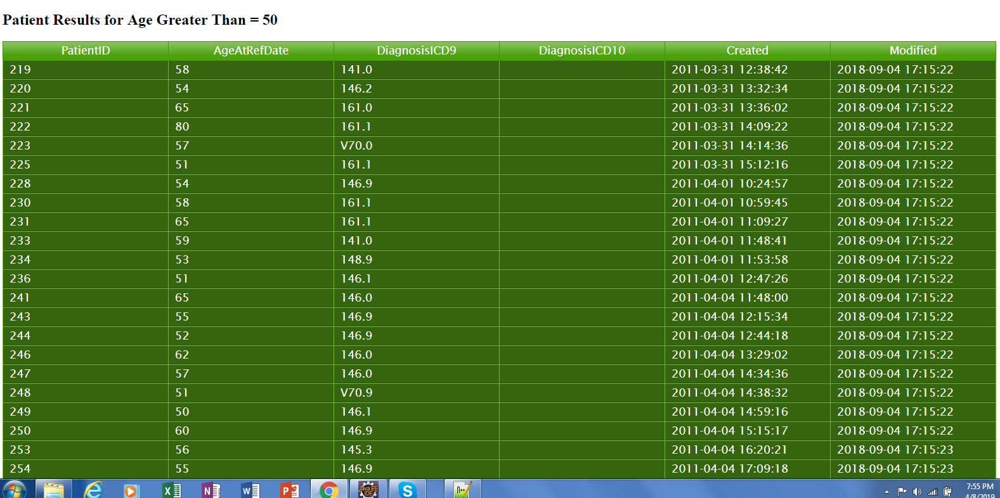 Patient Results for Age Greater Than = 50
PatientID AgeAtRefDate DiagnosisICD9 DiagnosisICD10 Created Modified
219 58 141.0 2011-03-31 12:38:42 2018-09-04 17:15:22
220 54 146.2 2011-03-31 13:32:34 2018-09-04 17:15:22
221 65 161.0 2011-03-31 13:36:02 2018-09-04 17:15:22
222 80 161.1 2011-03-31 14:09:22 2018-09-04 17:15:22
223 57 V70.0 2011-03-31 14:14:36 2018-09-04 17:15:22
225 51 161.1 2011-03-31 15:12:16 2018-09-04 17:15:22
228 54 146.9 2011-04-01 10:24:57 2018-09-04 17:15:22
230 58 161.1 2011-04-01 10:59:45 2018-09-04 17:15:22
231 65 161.1 2011-04-01 11:09:27 2018-09-04 17:15:22
233 59 141.0 2011-04-01 11:48:41 2018-09-04 17:15:22
234 53 148.9 2011-04-01 11:53:58 2018-09-04 17:15:22
236 51 146.1 2011-04-01 12:47:26 2018-09-04 17:15:22
241 65 146.0 2011-04-04 11:48:00 2018-09-04 17:15:22
243 55 146.9 2011-04-04 12:15:34 2018-09-04 17:15:22
244 52 146.9 2011-04-04 12:44:18 2018-09-04 17:15:22
246 62 146.0 2011-04-04 13:29:02 2018-09-04 17:15:22
247 57 146.0 2011-04-04 14:34:36 2018-09-04 17:15:22
248 51 V70.9 2011-04-04 14:38:32 2018-09-04 17:15:22
249 50 146.1 2011-04-04 14:59:16 2018-09-04 17:15:22
250 60 146.9 2011-04-04 15:15:17 2018-09-04 17:15:22
253 56 145.3 2011-04-04 16:20:21 2018-09-04 17:15:23
254 55 146.9 2011-04-04 17:09:18 2018-09-04 17:15:23
Java EE
IDE
7:55 PM
4/8/2019